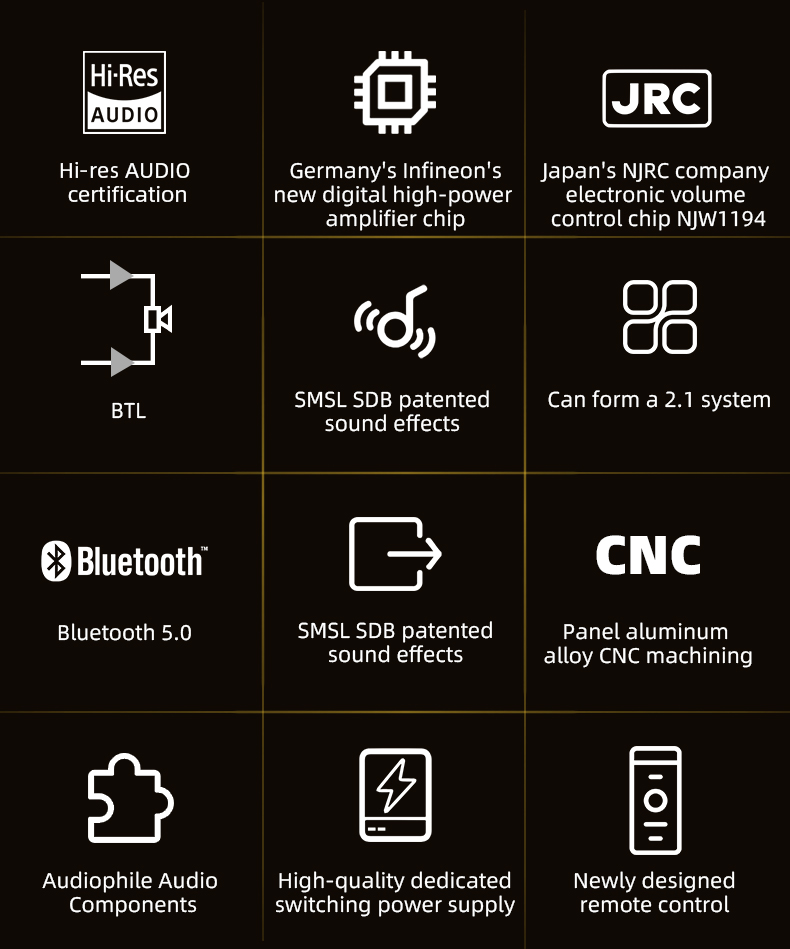 Hi-Res
AUDIO
Hi-res AUDIO
certification
Germany's Infineon's
new digital high-power
amplifier chip
JRC
Japan's NJRC company
electronic volume
control chip NJW1194
BTL
SMSL SDB patented
sound effects
Can form a 2.1 system
Bluetooth™
Bluetooth 5.0
SMSL SDB patented
sound effects
CNC
Panel aluminum
alloy CNC machining
Audiophile Audio
Components
High-quality dedicated
switching power supply
Newly designed
remote control